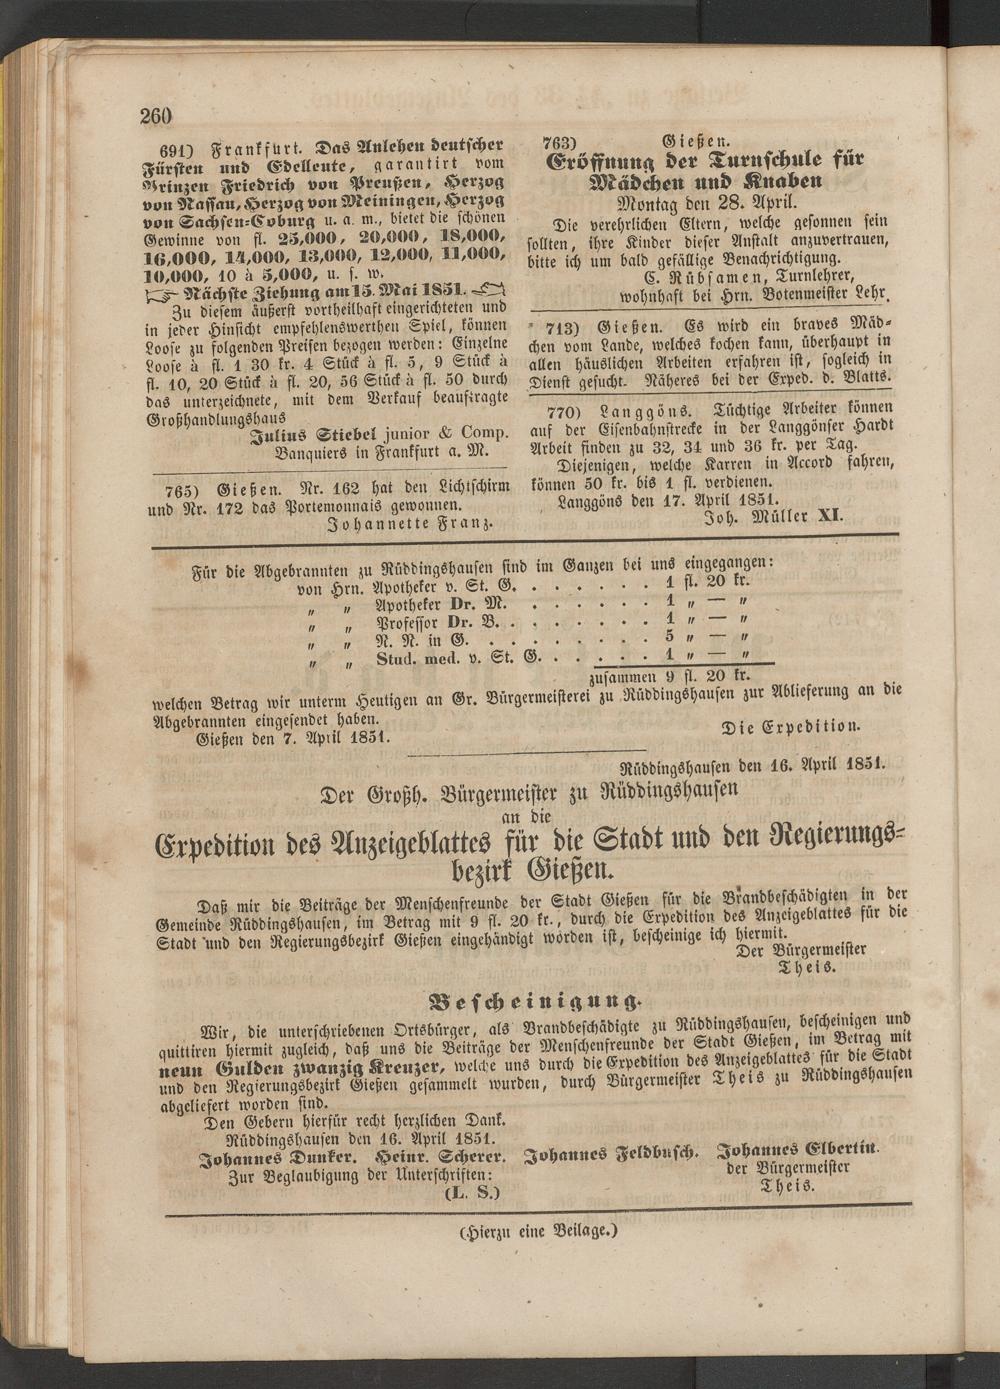 260
691) Frankfurt. Das Anlehen deutscher
Fürsten und Edelleute, garantirt vom
Prinzen Friedrich von Preußen, Herzog
von Nassau, Herzog von Meiningen, Herzog
von Sachsen-Coburg u. a. m., bietet die schönen
Gewinne von fl. 25,000, 20,000, 18,000,
16,000, 14,000, 13,000, 12,000, 11,000,
10,000, 10 à 5,000, u. s. w.
Nächste Ziehung am 15. Mai 1851.
Zu diesem äußerst vortheilhaft eingerichteten und
in jeder Hinsicht empfehlenswerthen Spiel, können
Loose zu folgenden Preisen bezogen werden: Einzelne
Loose à fl. 1 30 kr. 4 Stück à fl. 5, 9 Stück à
fl. 10, 20 Stück à fl. 20, 56 Stück à fl. 50 durch
das unterzeichnete, mit dem Verkauf beauftragte
Großhandlungshaus
Julius Stiebel junior & Comp.
Banquiers in Frankfurt a. M.
765) Gießen. Nr. 162 hat den Lichtschirm
und Nr. 172 das Portemonnais gewonnen.
Johannette Franz.
763) Gießen.
Eröffnung der Turnschule für
Mädchen und Knaben
Montag den 28. April.
Die verehrlichen Eltern, welche gesonnen sein
sollten, ihre Kinder dieser Anstalt anzuvertrauen,
bitte ich um bald gefällige Benachrichtigung.
C. Rübsamen, Turnlehrer,
wohnhaft bei Hrn. Botenmeister Lehr.
713) Gießen. Es wird ein braves Mäd-
chen vom Lande, welches kochen kann, überhaupt in
allen häuslichen Arbeiten erfahren ist, sogleich in
Dienst gesucht. Näheres bei der Exped. d. Blatts.
770) Langgöns. Tüchtige Arbeiter können
auf der Eisenbahnstrecke in der Langgönser Hardt
Arbeit finden zu 32, 34 und 36 kr. per Tag.
Diejenigen, welche Karren in Accord fahren,
können 50 kr. bis 1 fl. verdienen.
Langgöns den 17. April 1851.
Joh. Müller XI.
Für die Abgebrannten zu Rüddingshausen sind im Ganzen bei uns eingegangen:
von Hrn. Apotheker v. St. G. . . . . . . 1 fl. 20 kr.
„ „ Apotheker Dr. M. . . . . . . 1 „ — „
„ „ Professor Dr. B. . . . . . . . 1 „ — „
„ „ N. N. in G. . . . . . . . . 5 „ — „
„ „ Stud. med. v. St. G. . . . . . 1 „ — „
zusammen 9 fl. 20 kr.
welchen Betrag wir unterm Heutigen an Gr. Bürgermeisterei zu Rüddingshausen zur Ablieferung an die
Abgebrannten eingesendet haben.
Gießen den 7. April 1851.
Die Expedition.
Rüddingshausen den 16. April 1851.
Der Großh. Bürgermeister zu Rüddingshausen
an die
Expedition des Anzeigeblattes für die Stadt und den Regierungs-
bezirk Gießen.
Daß mir die Beiträge der Menschenfreunde der Stadt Gießen für die Brandbeschädigten in der
Gemeinde Rüddingshausen, im Betrag mit 9 fl. 20 kr., durch die Expedition des Anzeigeblattes für die
Stadt und den Regierungsbezirk Gießen eingehändigt worden ist, bescheinige ich hiermit.
Der Bürgermeister
Theis.
Bescheinigung.
Wir, die unterschriebenen Ortsbürger, als Brandbeschädigte zu Rüddingshausen, bescheinigen und
quittiren hiermit zugleich, daß uns die Beiträge der Menschenfreunde der Stadt Gießen, im Betrag mit
neun Gulden zwanzig Kreuzer, welche uns durch die Expedition des Anzeigeblattes für die Stadt
und den Regierungsbezirk Gießen gesammelt wurden, durch Bürgermeister Theis zu Rüddingshausen
abgeliefert worden sind.
Den Gebern hierfür recht herzlichen Dank.
Rüddingshausen den 16. April 1851.
Johannes Dunker. Heinr. Scherer. Johannes Feldbusch. Johannes Elbertin.
Zur Beglaubigung der Unterschriften:
der Bürgermeister
(L. S.)
Theis.
(Hierzu eine Beilage.)